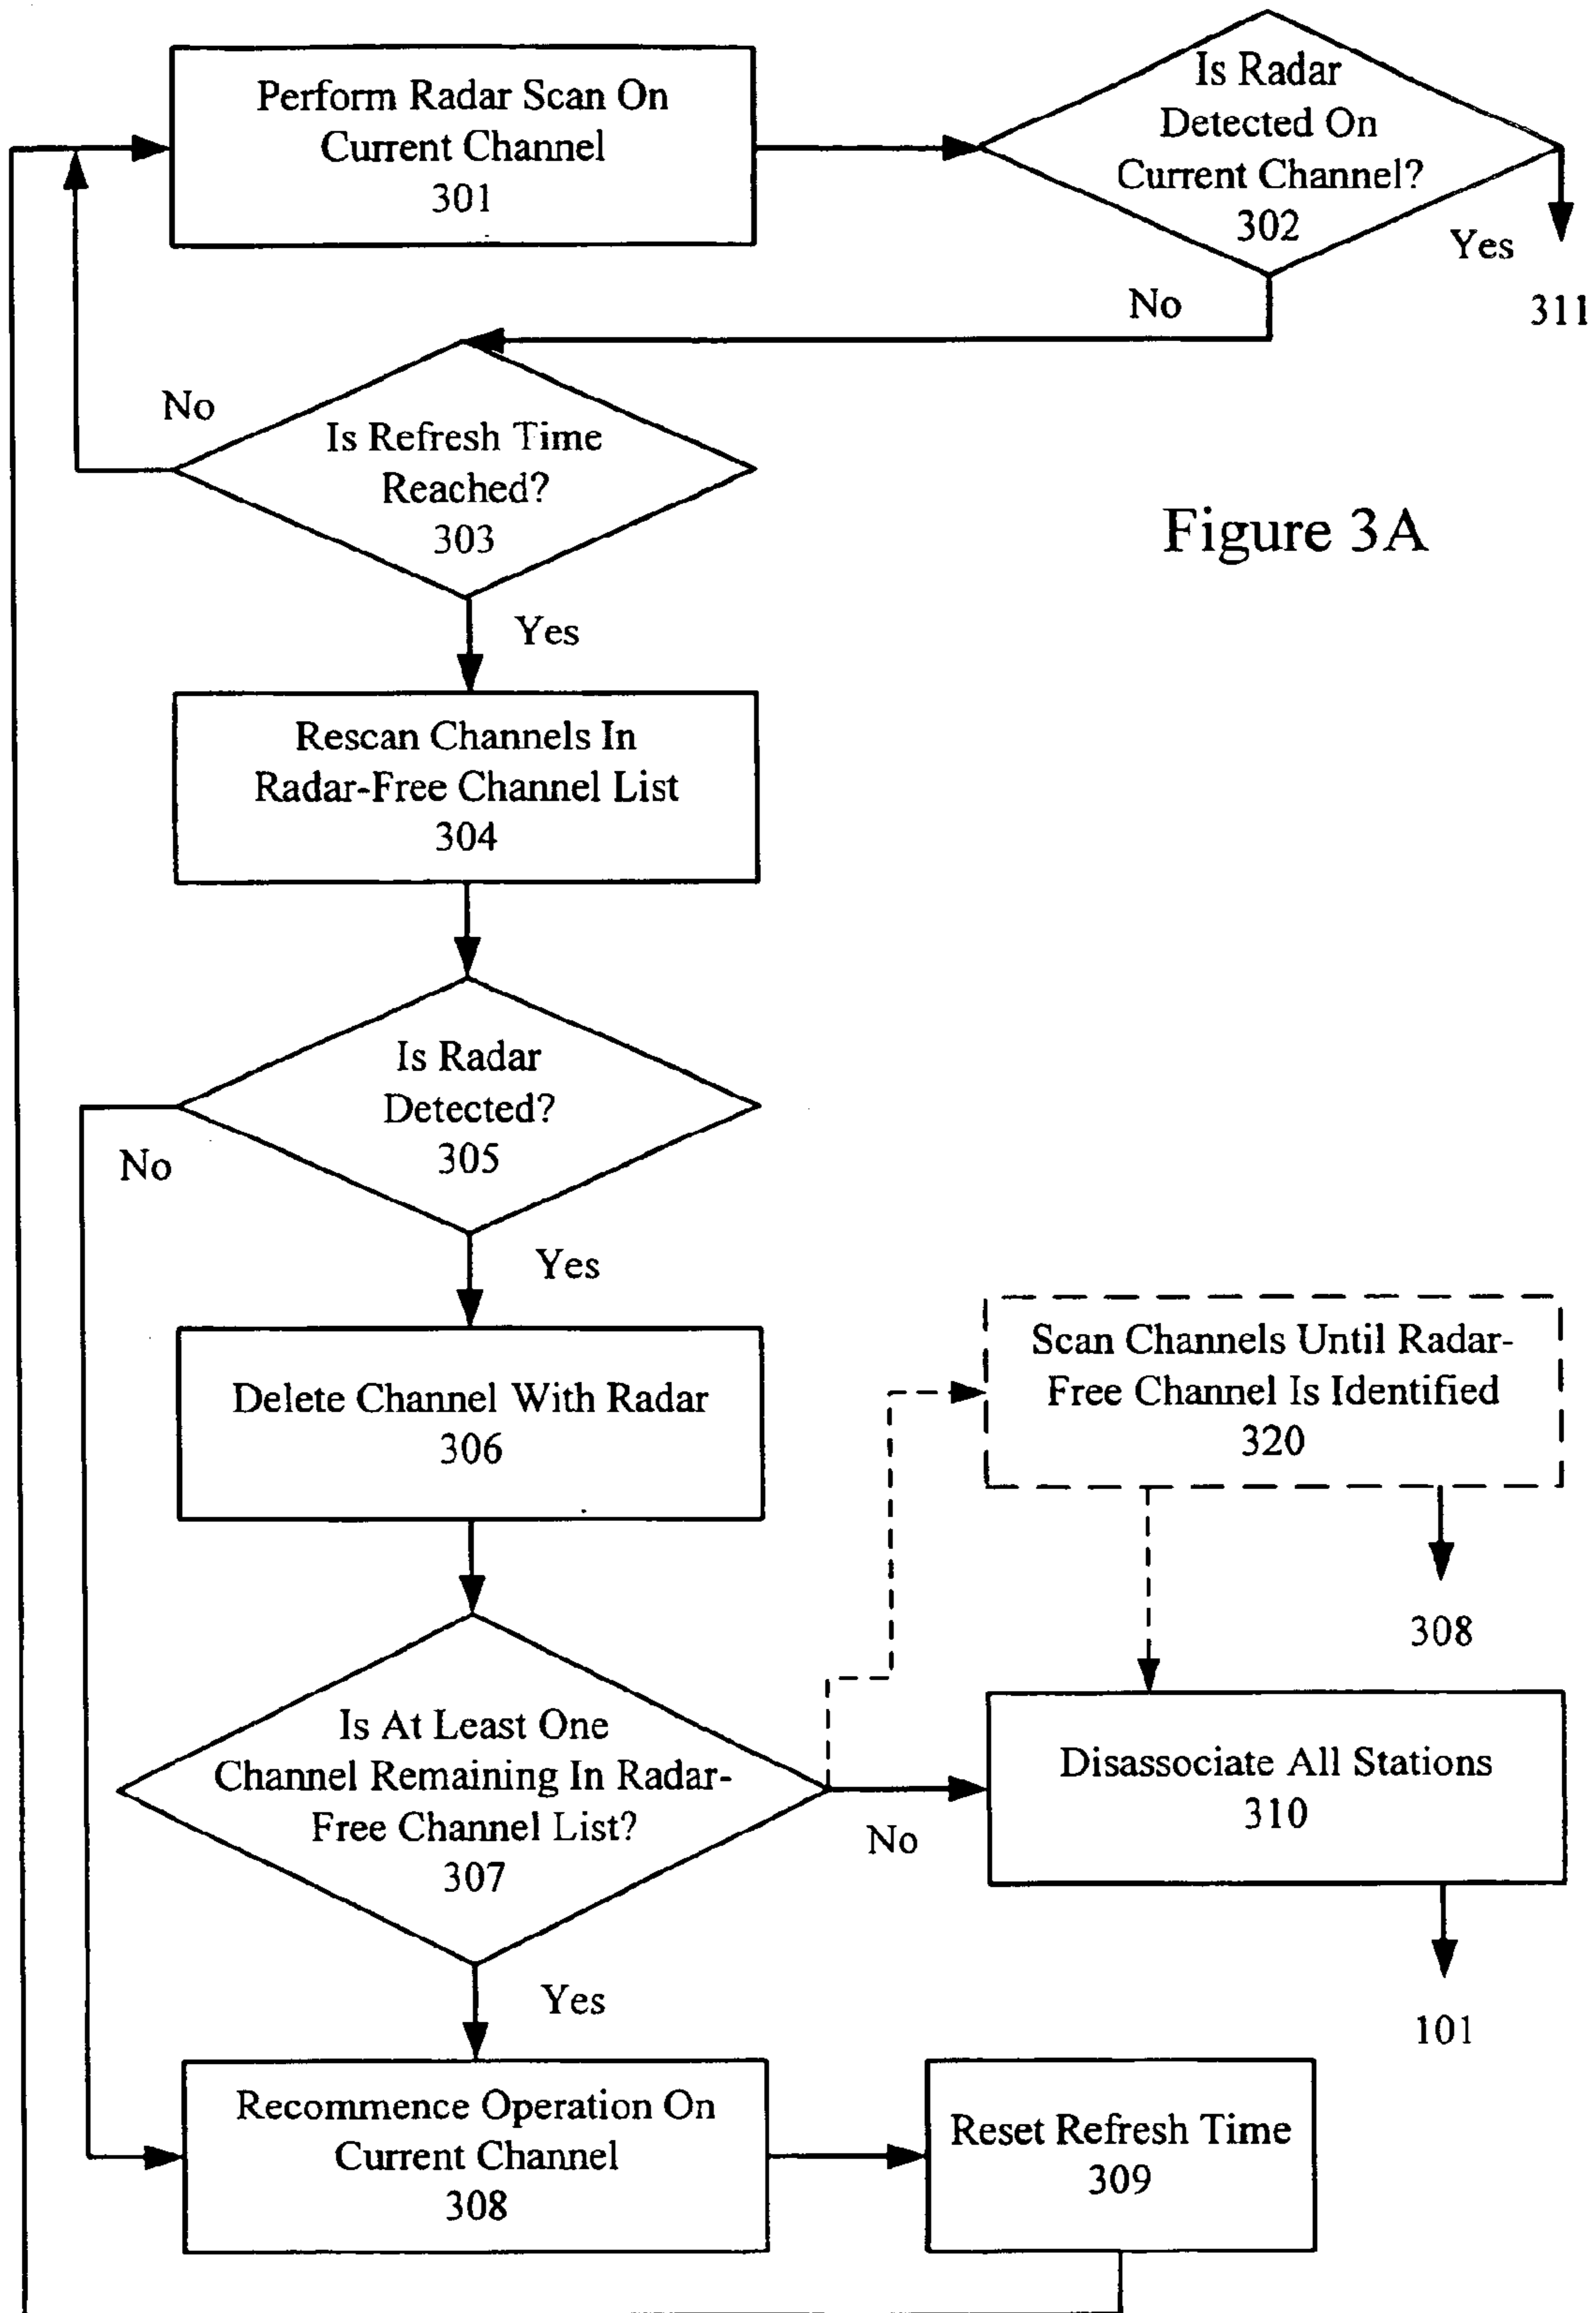 Perform Radar Scan On
Current Channel
301
Is Radar
Detected On
Current Channel?
302
Yes
311
No
No
Is Refresh Time
Reached?
303
Figure 3A
Yes
Rescan Channels In
Radar-Free Channel List
304
Is Radar
Detected?
305
No
Yes
Scan Channels Until Radar-
Free Channel Is Identified
320
Delete Channel With Radar
306
308
Is At Least One
Channel Remaining In Radar-
Free Channel List?
307
No
Disassociate All Stations
310
Yes
101
Recommence Operation On
Current Channel
308
Reset Refresh Time
309